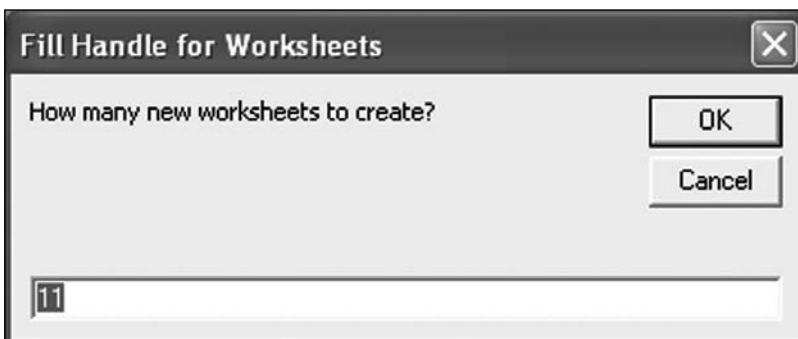 Fill Handle for Worksheets
How many new worksheets to create?
OK
Cancel
11